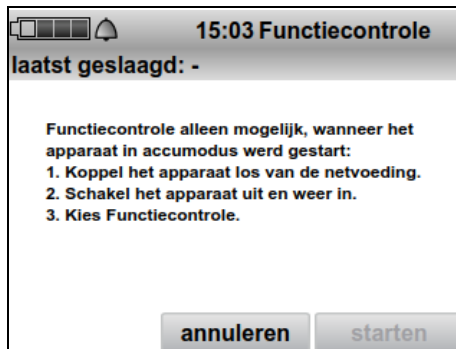 15:03 Functiecontrole
laatst geslaagd: -
Functiecontrole alleen mogelijk, wanneer het
apparaat in accumodus werd gestart:
1. Koppel het apparaat los van de netvoeding.
2. Schakel het apparaat uit en weer in.
3. Kies Functiecontrole.
annuleren starten